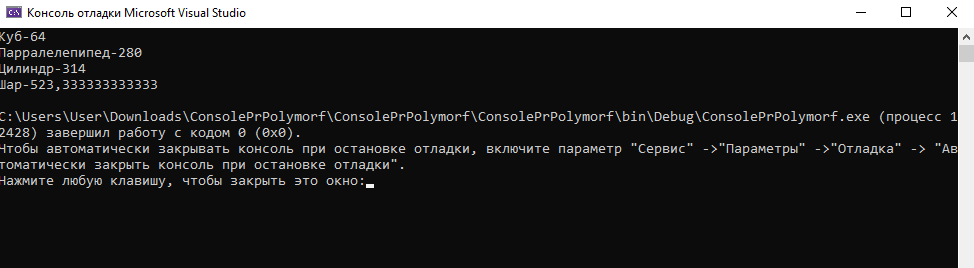 Консоль отладки Microsoft Visual Studio
Куб-64
Парралелепипед-280
Цилиндр-314
Шар-523,333333333333
C:\Users\User\Downloads\ConsolePrPolymorf\ConsolePrPolymorf\ConsolePrPolymorf\bin\Debug\ConsolePrPolymorf.exe (процесс 1
2428) завершил работу с кодом 0 (0x0).
Чтобы автоматически закрывать консоль при остановке отладки, включите параметр "Сервис" ->"Параметры" ->"Отладка" -> "Ав
томатически закрыть консоль при остановке отладки".
Нажмите любую клавишу, чтобы закрыть это окно: